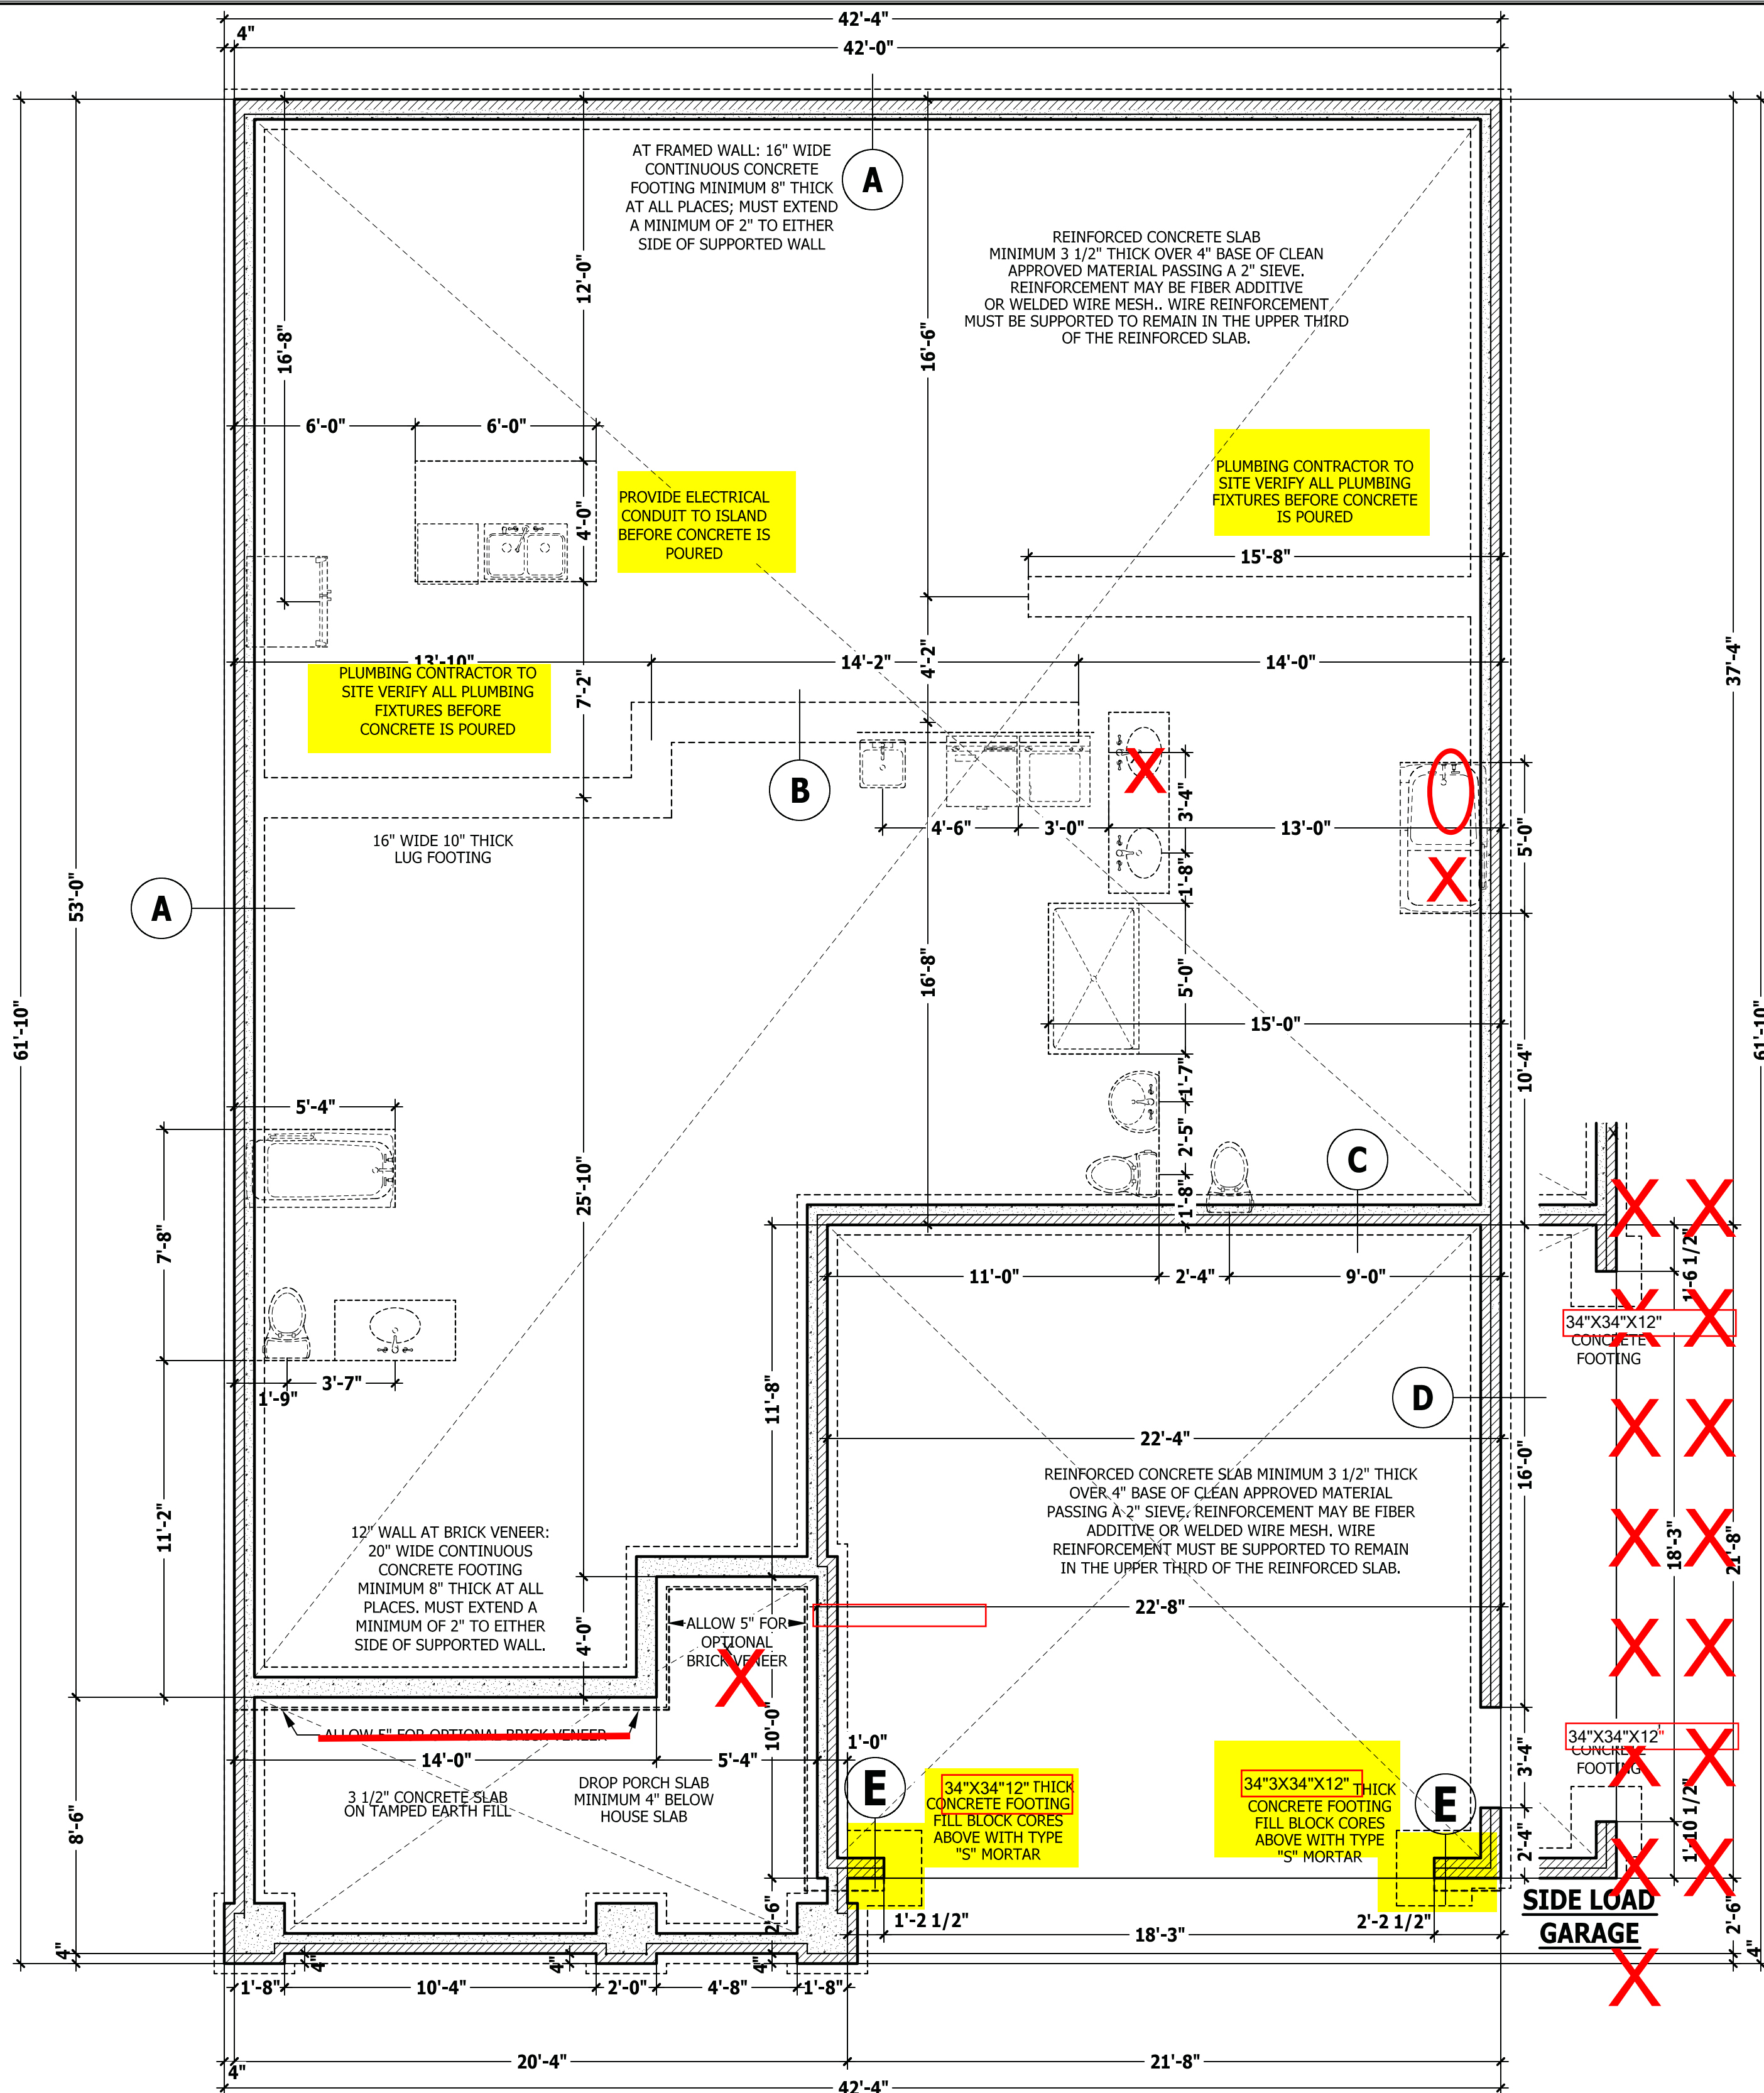 42'-4"
4"
42'-0"
AT FRAMED WALL: 16" WIDE
CONTINUOUS CONCRETE
FOOTING MINIMUM 8" THICK
AT ALL PLACES; MUST EXTEND
A MINIMUM OF 2" TO EITHER
SIDE OF SUPPORTED WALL
A
REINFORCED CONCRETE SLAB
MINIMUM 3 1/2" THICK OVER 4" BASE OF CLEAN
APPROVED MATERIAL PASSING A 2" SIEVE.
REINFORCEMENT MAY BE FIBER ADDITIVE
OR WELDED WIRE MESH.. WIRE REINFORCEMENT
MUST BE SUPPORTED TO REMAIN IN THE UPPER THIRD
OF THE REINFORCED SLAB.
12'-0"
16'-8"
16'-6"
6'-0"
6'-0"
4'-0"
PROVIDE ELECTRICAL
CONDUIT TO ISLAND
BEFORE CONCRETE IS
POURED
PLUMBING CONTRACTOR TO
SITE VERIFY ALL PLUMBING
FIXTURES BEFORE CONCRETE
IS POURED
15'-8"
13'-10"
14'-2"
4'-2"
14'-0"
37'-4"
PLUMBING CONTRACTOR TO
SITE VERIFY ALL PLUMBING
FIXTURES BEFORE
CONCRETE IS POURED
7'-2"
B
X
3'-4"
4'-6"
3'-0"
13'-0"
5'-0"
16" WIDE 10" THICK
LUG FOOTING
X
1'-8"
53'-0"
A
16'-8"
5'-0"
15'-0"
61'-10"
61'-10"
10'-4"
1'-7"
5'-4"
2'-5"
C
25'-10"
1'-8"
X X
7'-8"
11'-0"
2'-4"
9'-0"
1'-6 1/2"
X X
34"X34"X12"
CONCRETE
FOOTING
3'-7"
1'-9"
11'-8"
D
X X
22'-4"
16'-0"
REINFORCED CONCRETE SLAB MINIMUM 3 1/2" THICK
OVER 4" BASE OF CLEAN APPROVED MATERIAL
PASSING A 2" SIEVE. REINFORCEMENT MAY BE FIBER
ADDITIVE OR WELDED WIRE MESH. WIRE
REINFORCEMENT MUST BE SUPPORTED TO REMAIN
IN THE UPPER THIRD OF THE REINFORCED SLAB.
11'-2"
12" WALL AT BRICK VENEER:
20" WIDE CONTINUOUS
CONCRETE FOOTING
MINIMUM 8" THICK AT ALL
PLACES. MUST EXTEND A
MINIMUM OF 2" TO EITHER
SIDE OF SUPPORTED WALL.
X X
18'-3"
21'-8"
22'-8"
4'-0"
ALLOW 5" FOR
OPTIONAL
BRICK VENEER
X
X X
10'-0"
ALLOW 5" FOR OPTIONAL BRICK VENEER
34"X34"X12"
CONCRETE
FOOTING
X X
14'-0"
5'-4"
1'-0"
3'-4"
3 1/2" CONCRETE SLAB
ON TAMPED EARTH FILL
DROP PORCH SLAB
MINIMUM 4" BELOW
HOUSE SLAB
E
34"X34"12" THICK
CONCRETE FOOTING
FILL BLOCK CORES
ABOVE WITH TYPE
"S" MORTAR
34"3X34"X12" THICK
CONCRETE FOOTING
FILL BLOCK CORES
ABOVE WITH TYPE
"S" MORTAR
E
8'-6"
2'-4"
1'-10 1/2"
X X
SIDE LOAD
GARAGE
2'-6"
2'-6"
1'-2 1/2"
18'-3"
2'-2 1/2"
4"
4"
4"
4"
4"
X
1'-8"
10'-4"
2'-0"
4'-8"
1'-8"
4"
20'-4"
21'-8"
42'-4"